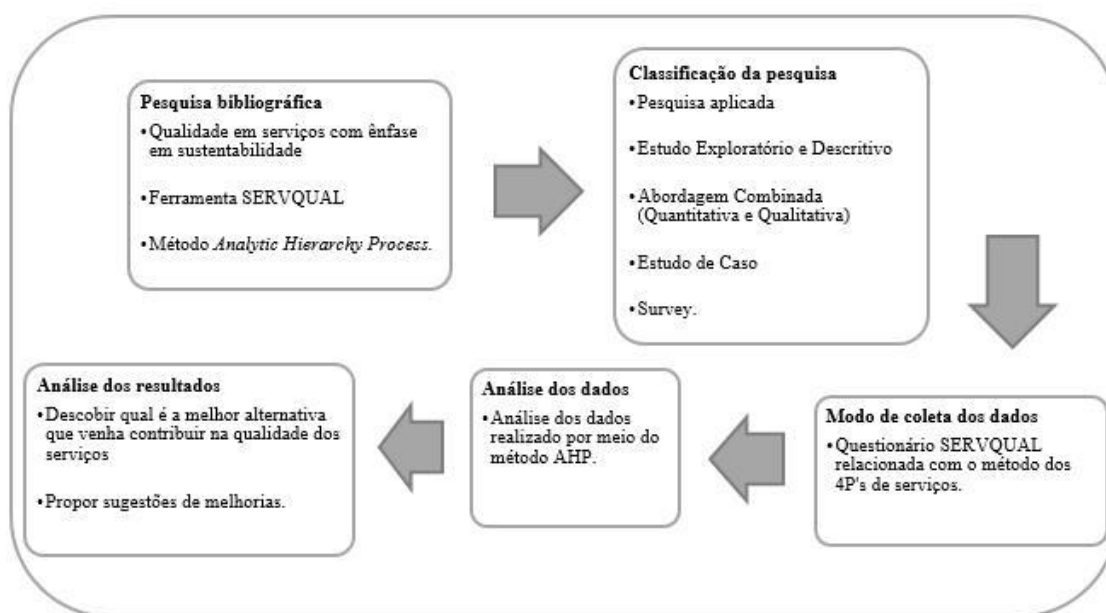 Pesquisa bibliográfica
•Qualidade em serviços com ênfase
em sustentabilidade
•Ferramenta SERVQUAL
•Método Analytic Hierarchy Process.
Classificação da pesquisa
•Pesquisa aplicada
•Estudo Exploratório e Descritivo
•Abordagem Combinada
(Quantitativa e Qualitativa)
•Estudo de Caso
•Survey.
Modo de coleta dos dados
•Questionário SERVQUAL
relacionada com o método dos
4P's de serviços.
Análise dos dados
•Análise dos dados
realizado por meio do
método AHP.
Análise dos resultados
•Descobir qual é a melhor alternativa
que venha contribuir na qualidade dos
serviços
•Propor sugestões de melhorias.